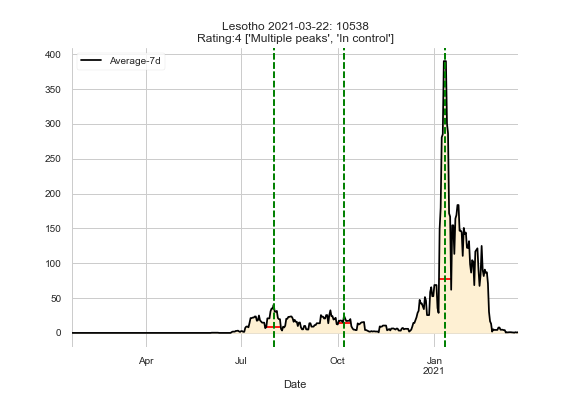 Lesotho 2021-03-22: 10538
Rating:4 ['Multiple peaks', 'In control']
Average-7d
400
350
300
250
200
150
100
50
0
Apr
Jul
Oct
Jan
2021
Date